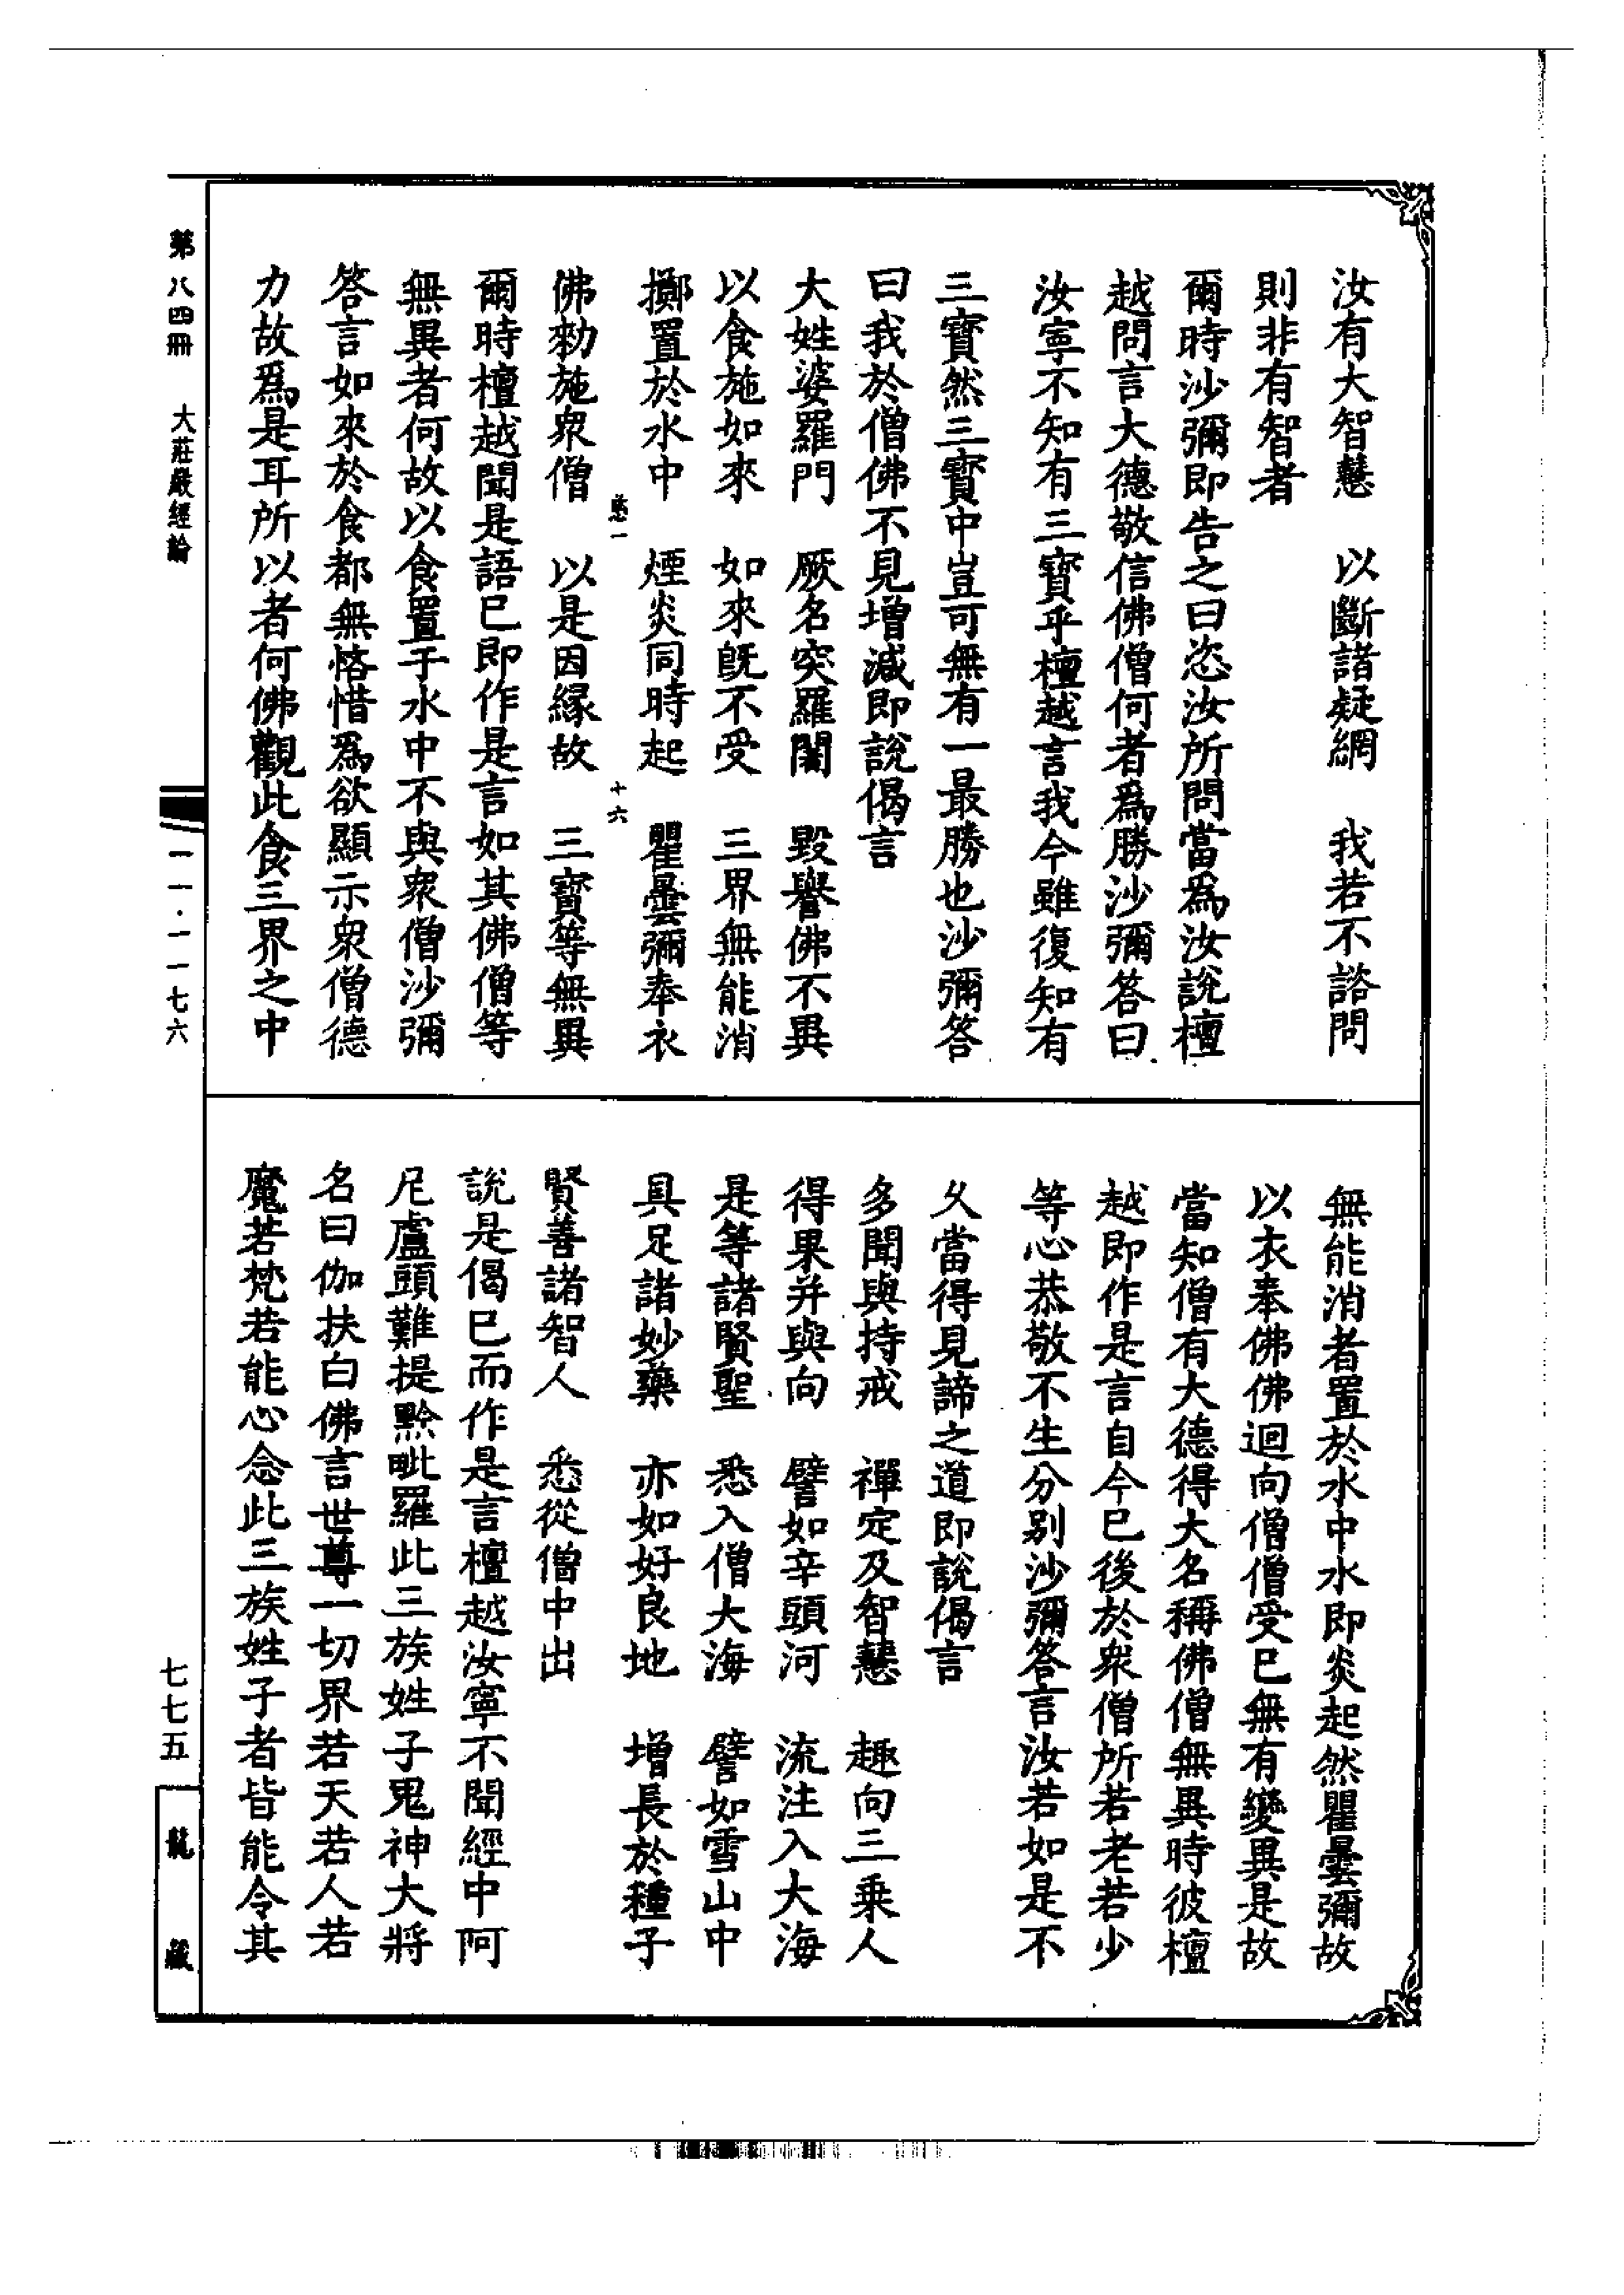 汝有大智慧　以斷諸疑網　我若不諮問
則非有智者
爾時沙彌即告之曰恣汝所問當為汝說檀
越問言大德敬信佛僧何者為勝沙彌答曰
汝寧不知有三寶乎檀越言我今雖復知有
三寶然三寶中豈可無有一最勝也沙彌答
曰我於僧佛不見增減即說偈言
大姓婆羅門　厥名突羅闍　毀譽佛不異
以食施如來　如來既不受　三界無能消
擲置於水中　煙炎同時起　瞿曇彌奉衣
十六
佛勑施衆僧　以是因緣故　三寶等無異
爾時檀越聞是語已即作是言如其佛僧等
無異者何故以食置于水中不與衆僧沙彌
答言如來於食都無悋惜為欲顯示衆僧德
力故為是耳所以者何佛觀此食三界之中
無能消者置於水中水即炎起然瞿曇彌故
以衣奉佛佛迴向僧僧受已無有變異是故
當知僧有大德得大名稱佛僧無異時彼檀
越即作是言自今已後於衆僧所若老若少
等心恭敬不生分別沙彌答言汝若如是不
久當得見諦之道即說偈言
多聞與持戒　禪定及智慧　趣向三乘人
得果并與向　譬如辛頭河　流注入大海
是等諸賢聖　悉入僧大海　譬如雪山中
具足諸妙藥　亦如好良地　增長於種子
賢善諸智人　悉從僧中出
說是偈已而作是言檀越汝寧不聞經中阿
尼盧頭難提黔毗羅此三族姓子鬼神大將
名曰伽扶白佛言世尊一切界若天若人若
魔若梵若能心念此三族姓子者皆能令其
第八四冊　大莊嚴經論
一一·一一七六
七七五
龍藏